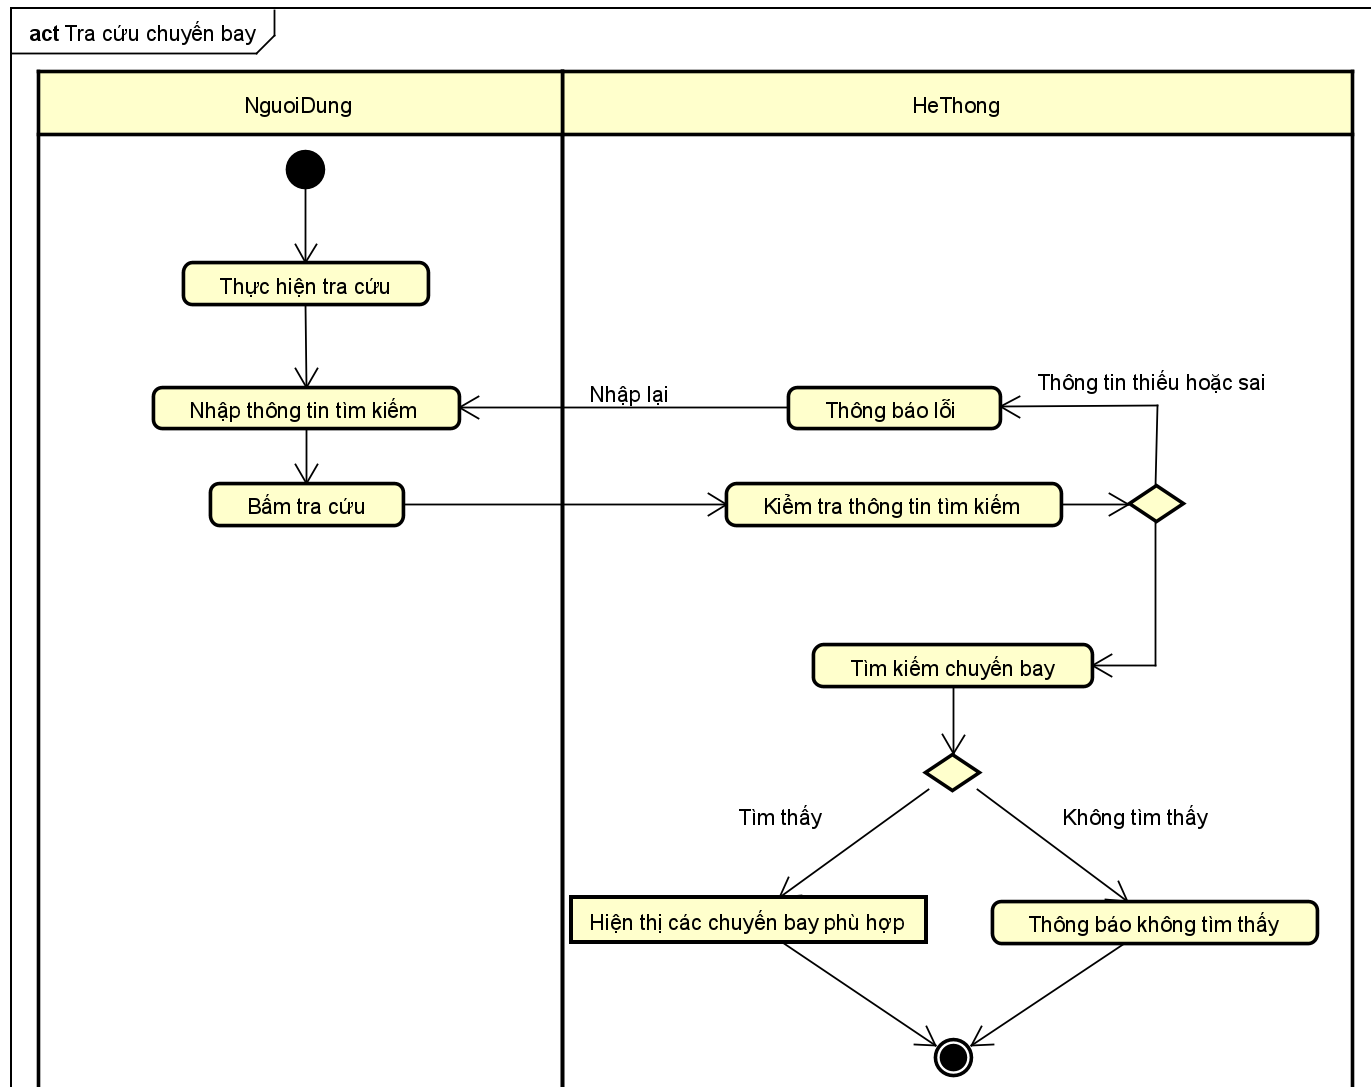 act Tra cứu chuyến bay
NguoiDung
HeThong
Thực hiện tra cứu
Thông tin thiếu hoặc sai
Nhập lại
Nhập thông tin tìm kiếm
Thông báo lỗi
Bấm tra cứu
Kiểm tra thông tin tìm kiếm
Tìm kiếm chuyến bay
Tìm thấy
Không tìm thấy
Hiện thị các chuyến bay phù hợp
Thông báo không tìm thấy